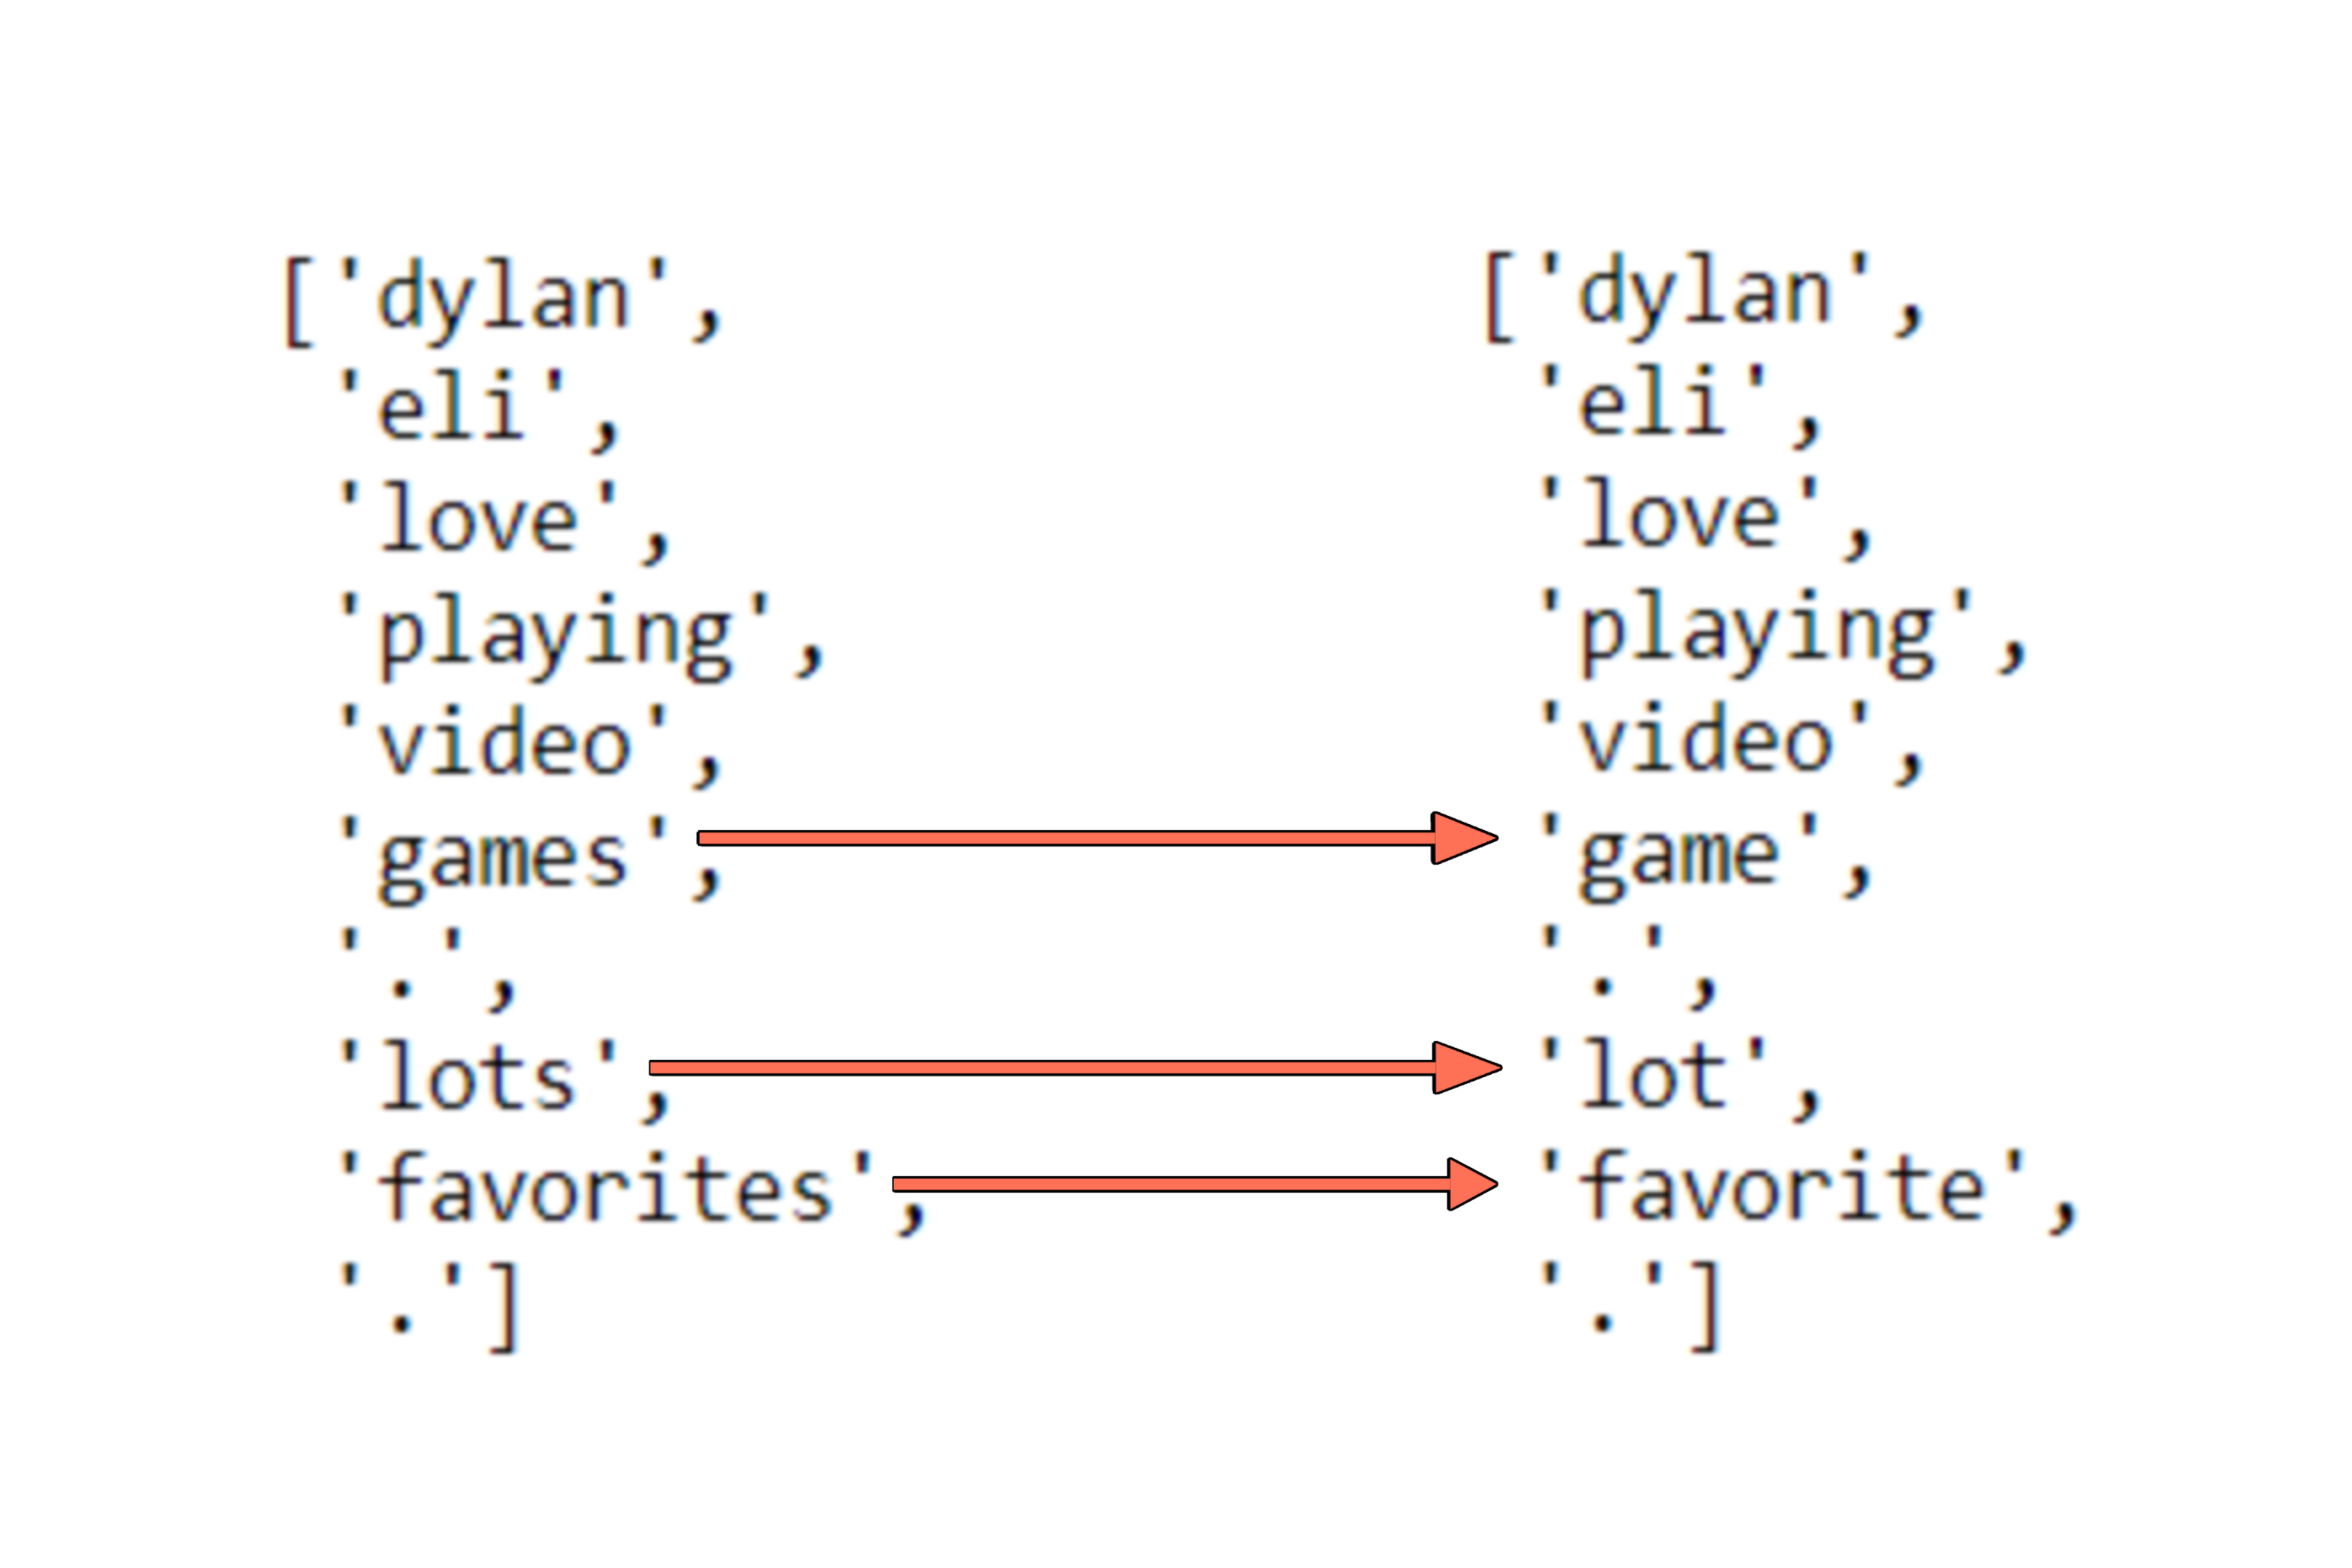 ['dylan',
'eli',
'love',
'playing',
'video',
'games',
'.',
'lots',
'favorites',
'.']
['dylan',
'eli',
'love',
'playing',
'video',
'game',
'.',
'lot',
'favorite',
'.']